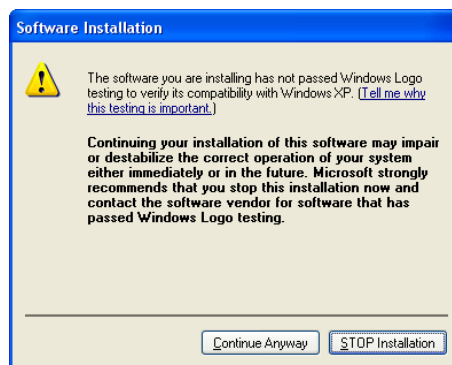 Software Installation
The software you are installing has not passed Windows Logo
testing to verify its compatibility with Windows XP. (Tell me why
this testing is important.)
Continuing your installation of this software may impair
or destabilize the correct operation of your system
either immediately or in the future. Microsoft strongly
recommends that you stop this installation now and
contact the software vendor for software that has
passed Windows Logo testing.
Continue Anyway
STOP Installation